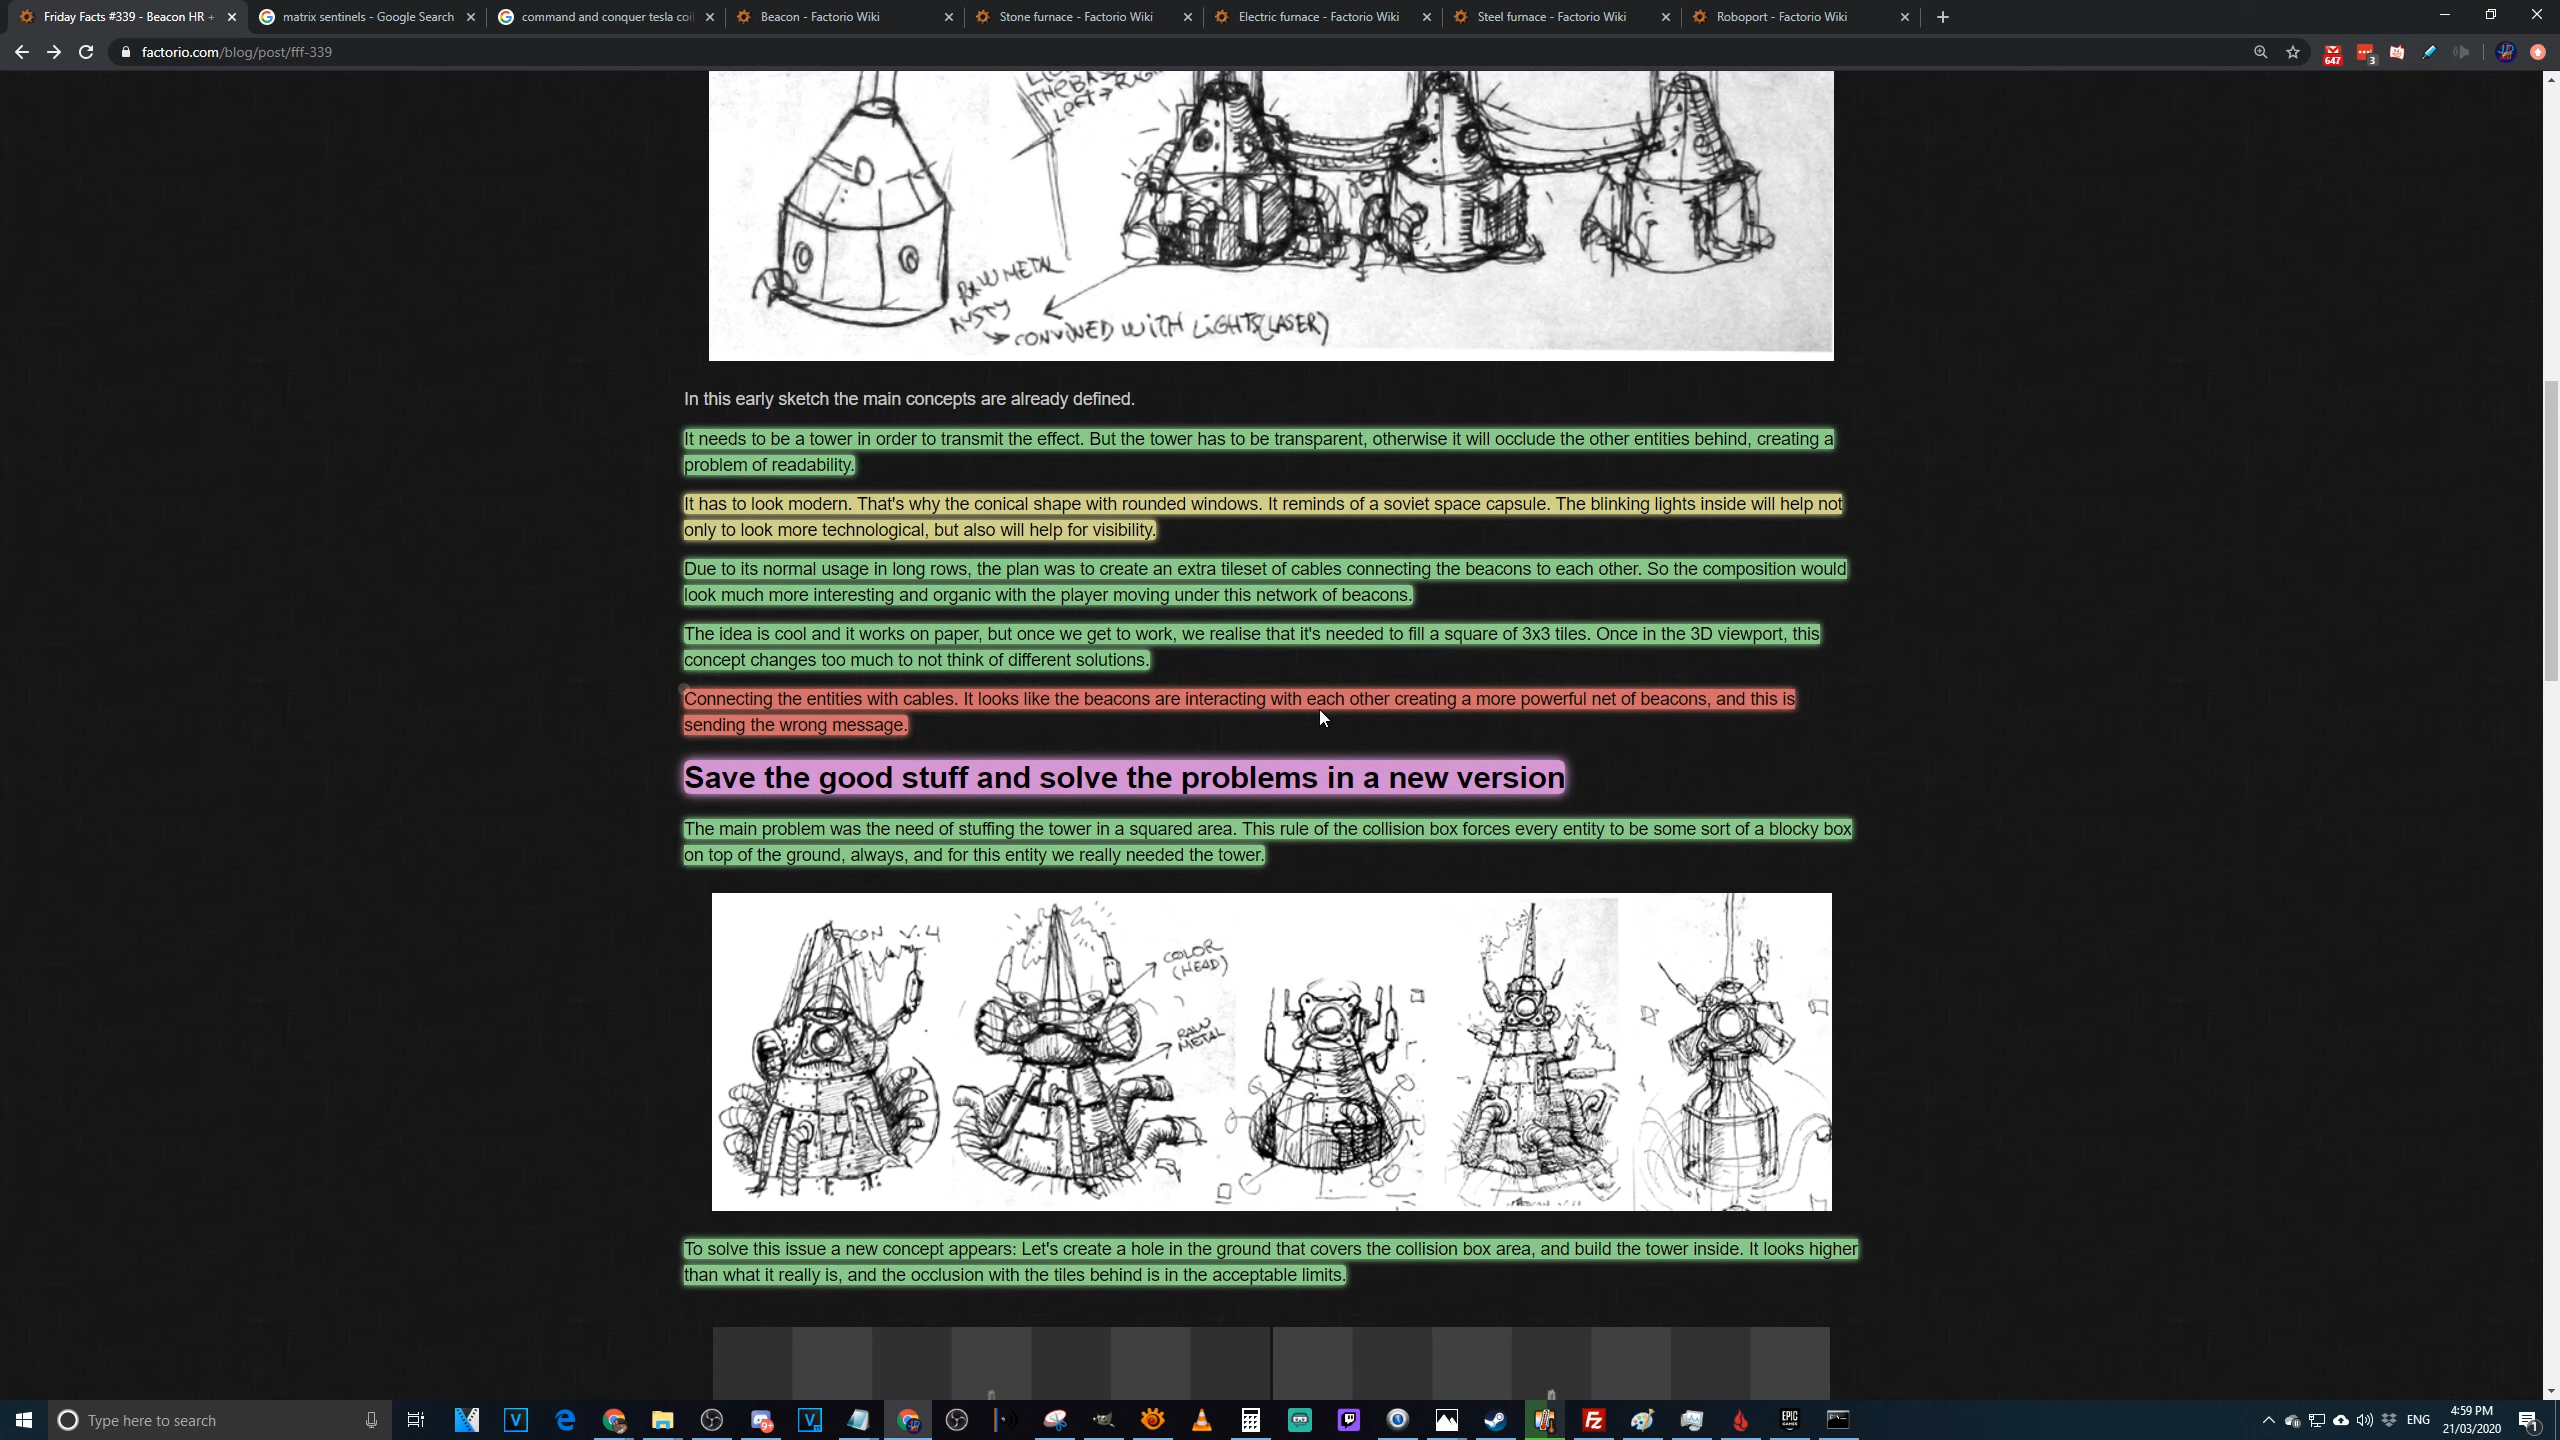 Friday Facts #339 - Beacon HR +
matrix sentinels - Google Search
command and conquer tesla coil
Beacon - Factorio Wiki
Stone furnace - Factorio Wiki
Electric furnace - Factorio Wiki
Steel furnace - Factorio Wiki
Roboport - Factorio Wiki
factorio.com/blog/post/fff-339
647
3
THE BASE
LEFT → RIGHT
RAW METAL
RUSTY
CONVINED WITH LIGHTS(LASER)
In this early sketch the main concepts are already defined.
It needs to be a tower in order to transmit the effect. But the tower has to be transparent, otherwise it will occlude the other entities behind, creating a
problem of readability.
It has to look modern. That's why the conical shape with rounded windows. It reminds of a soviet space capsule. The blinking lights inside will help not
only to look more technological, but also will help for visibility.
Due to its normal usage in long rows, the plan was to create an extra tileset of cables connecting the beacons to each other. So the composition would
look much more interesting and organic with the player moving under this network of beacons.
The idea is cool and it works on paper, but once we get to work, we realise that it's needed to fill a square of 3x3 tiles. Once in the 3D viewport, this
concept changes too much to not think of different solutions.
Connecting the entities with cables. It looks like the beacons are interacting with each other creating a more powerful net of beacons, and this is
sending the wrong message.
Save the good stuff and solve the problems in a new version
The main problem was the need of stuffing the tower in a squared area. This rule of the collision box forces every entity to be some sort of a blocky box
on top of the ground, always, and for this entity we really needed the tower.
BEACON V.4
COLOR
(HEAD)
RAW
METAL
To solve this issue a new concept appears: Let's create a hole in the ground that covers the collision box area, and build the tower inside. It looks higher
than what it really is, and the occlusion with the tiles behind is in the acceptable limits.
Type here to search
ENG
4:59 PM
21/03/2020
1